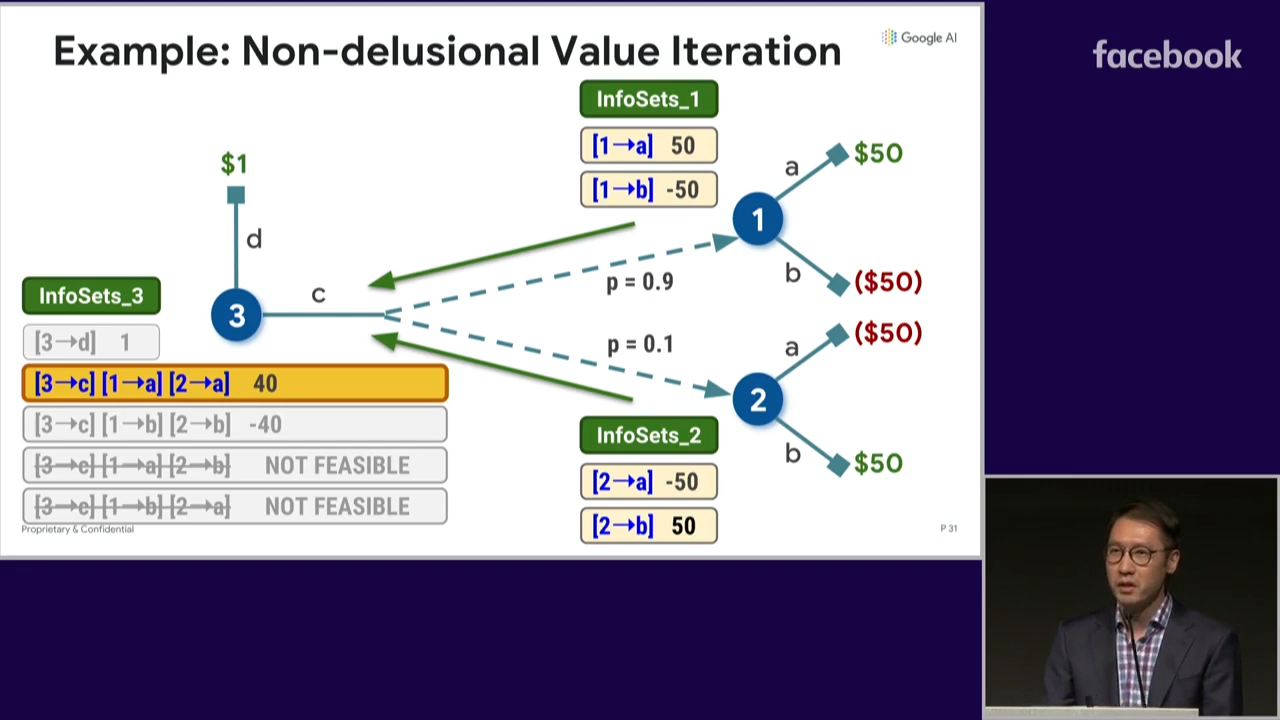 Example: Non-delusional Value Iteration
Google AI
facebook
InfoSets_1
[1→a] 50
[1→b] -50
$1
d
3
c
p = 0.9
p = 0.1
1
a
$50
b
($50)
2
a
($50)
b
$50
InfoSets_3
[3→d] 1
[3→c] [1→a] [2→a] 40
[3→c] [1→b] [2→b] -40
[3→c] [1→a] [2→b] NOT FEASIBLE
[3→c] [1→b] [2→a] NOT FEASIBLE
InfoSets_2
[2→a] -50
[2→b] 50
Proprietary & Confidential
P 31